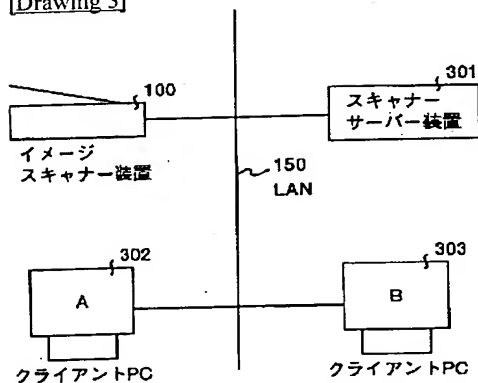 [Drawing 3]
100
イメージ
スキャナー装置
301
スキャナー
サーバー装置
150
LAN
302
A
クライアントPC
303
B
クライアントPC